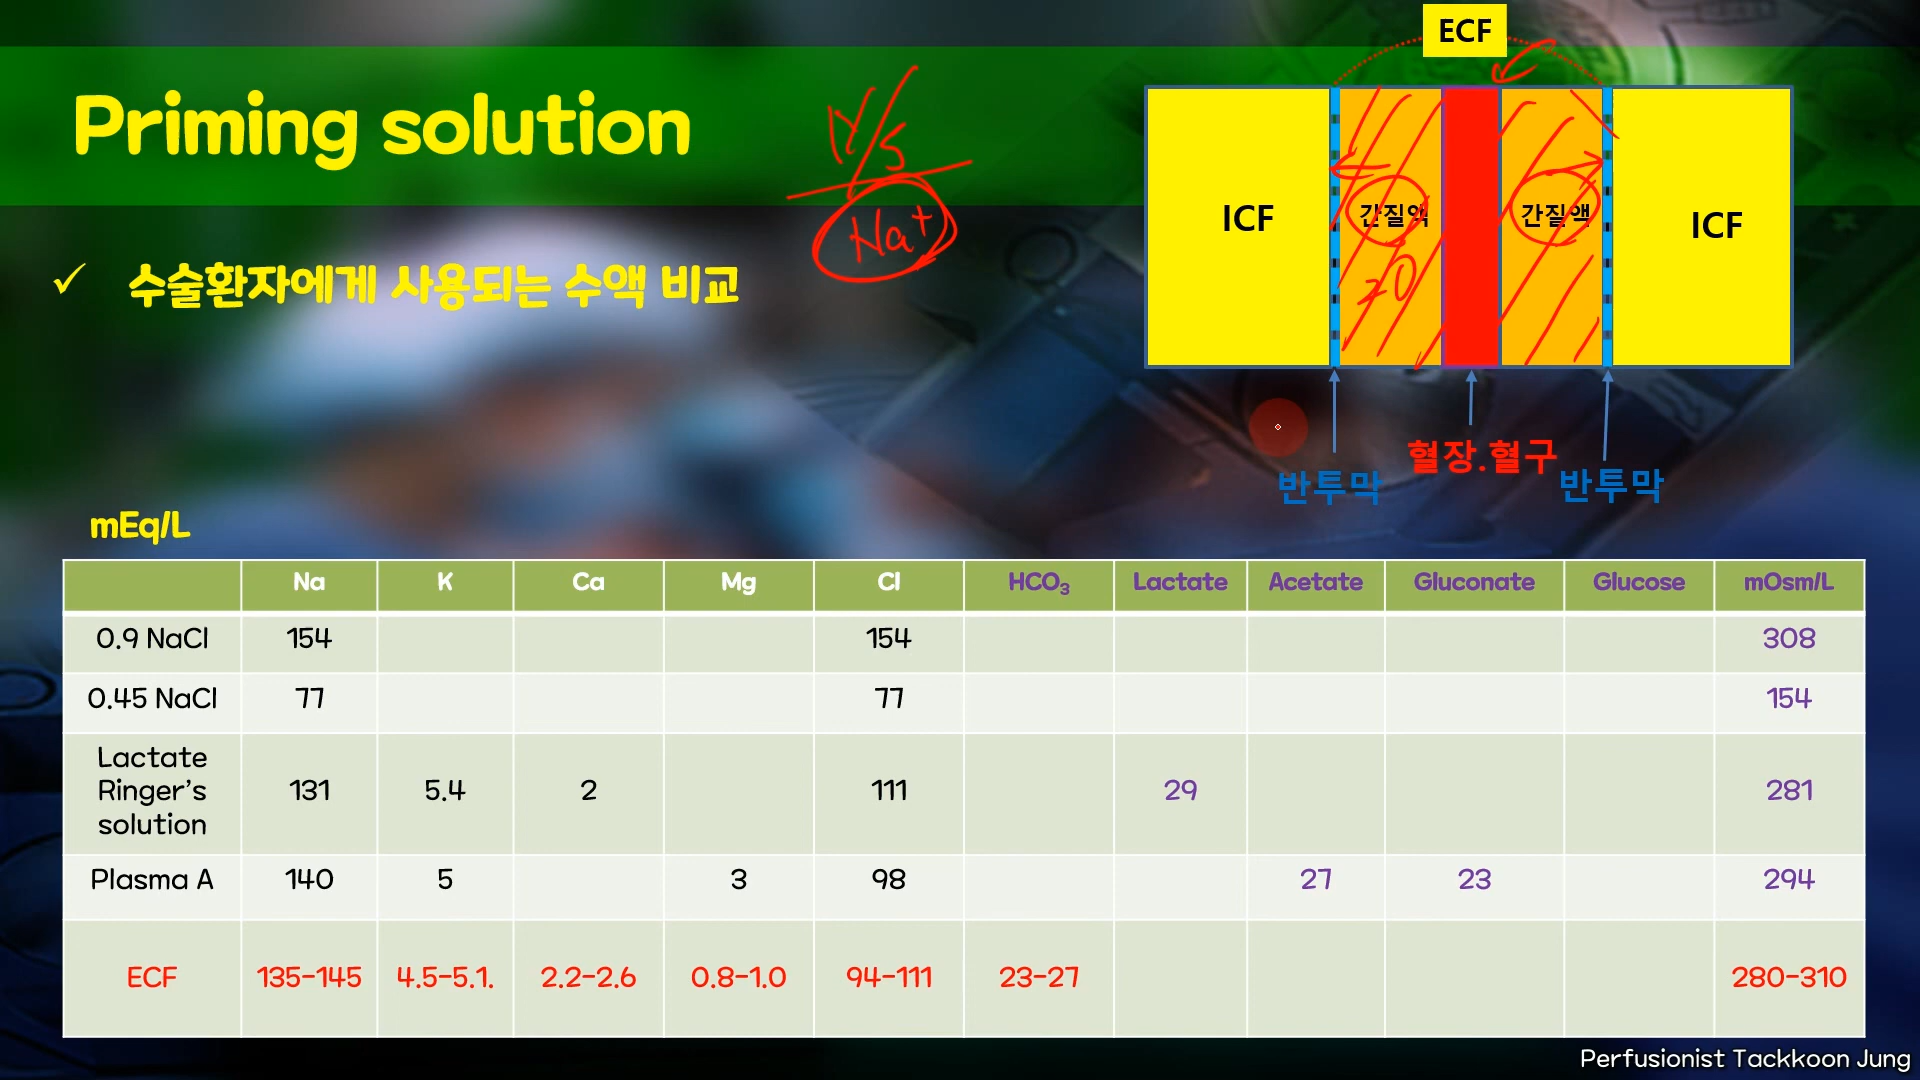 ECF
Priming solution
N/S
Na+
ICF
간질액
20
간질액
ICF
✓ 수술환자에게 사용되는 수액 비교
혈장.혈구
반투막
반투막
mEq/L
Na K Ca Mg Cl HCO₃ Lactate Acetate Gluconate Glucose mOsm/L
0.9 NaCl 154 154 308
0.45 NaCl 77 77 154
Lactate
Ringer's
solution 131 5.4 2 111 29 281
Plasma A 140 5 3 98 27 23 294
ECF 135-145 4.5-5.1. 2.2-2.6 0.8-1.0 94-111 23-27 280-310
Perfusionist Tackkoon Jung